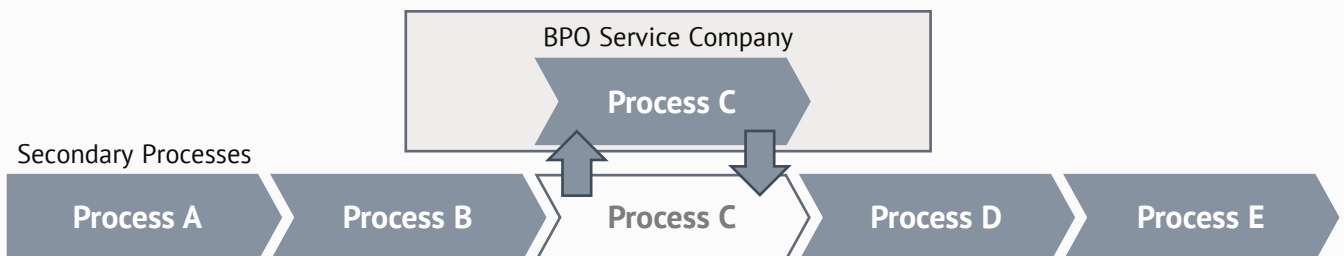 BPO Service Company
Process C
Secondary Processes
Process A
Process B
Process C
Process D
Process E